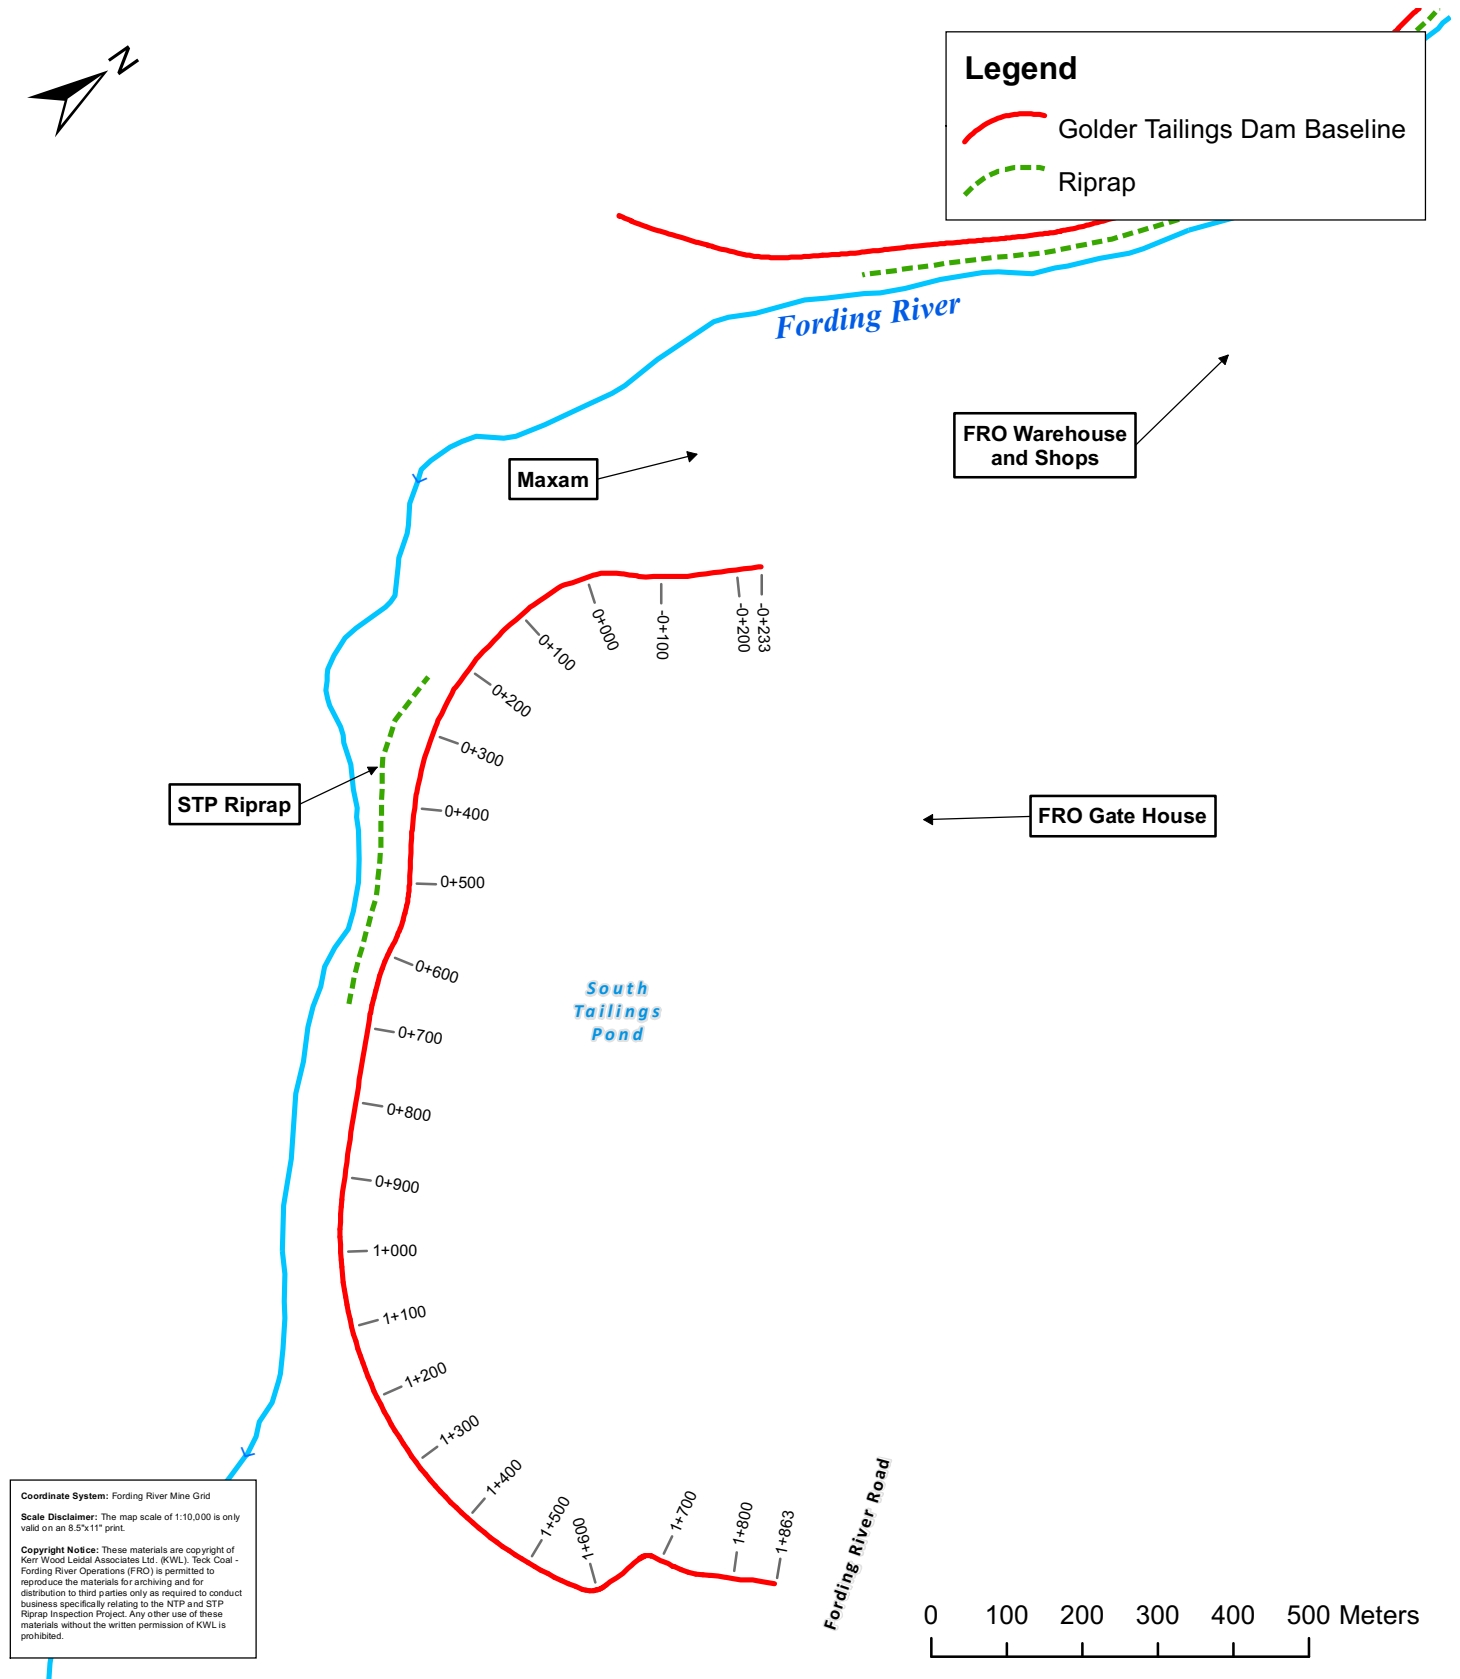 N
Legend
Golder Tailings Dam Baseline
Riprap
Fording River
FRO Warehouse
and Shops
Maxam
-0+233
-0+200
-0+100
0+000
0+100
0+200
0+300
0+400
0+500
0+600
0+700
0+800
0+900
1+000
1+100
1+200
1+300
1+400
1+500
1+600
1+700
1+800
1+863
STP Riprap
FRO Gate House
South
Tailings
Pond
Fording River Road
Coordinate System: Fording River Mine Grid
Scale Disclaimer: The map scale of 1:10,000 is only
valid on an 8.5"x11" print.
Copyright Notice: These materials are copyright of
Kerr Wood Leidal Associates Ltd. (KWL). Teck Coal -
Fording River Operations (FRO) is permitted to
reproduce the materials for archiving and for
distribution to third parties only as required to conduct
business specifically relating to the NTP and STP
Riprap Inspection Project. Any other use of these
materials without the written permission of KWL is
prohibited.
0 100 200 300 400 500 Meters